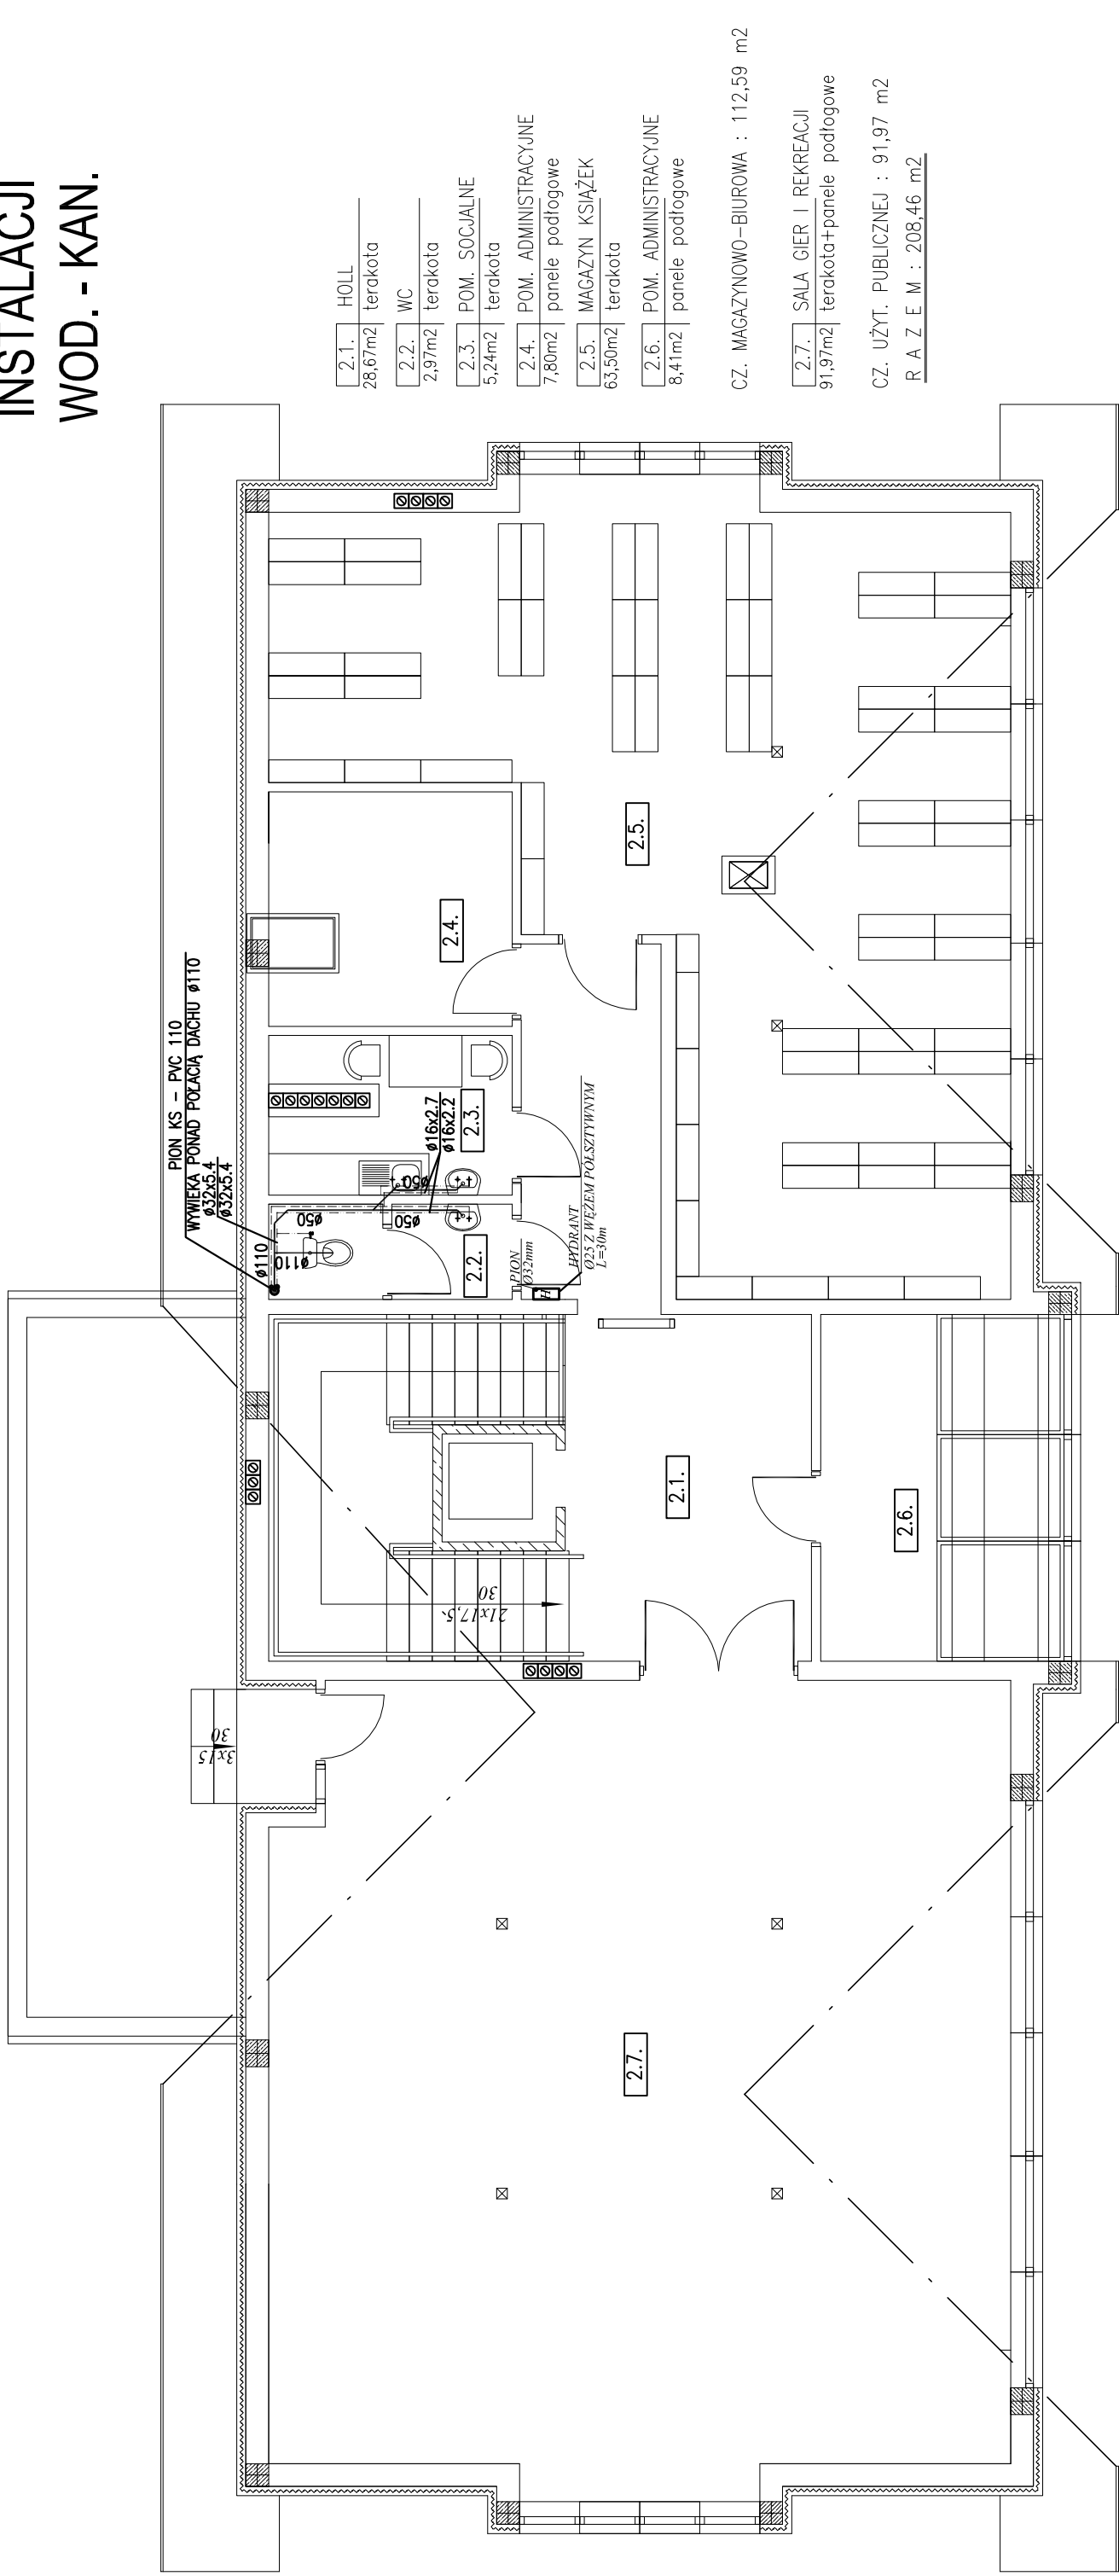 INSTALACJI
WOD. - KAN.
2.1. HOLL
28,67m2 terakota
2.2. WC
2,97m2 terakota
2.3. POM. SOCJALNE
5,24m2 terakota
2.4. POM. ADMINISTRACYJNE
7,80m2 panele podłogowe
2.5. MAGAZYN KSIĄŻEK
63,50m2 terakota
2.6. POM. ADMINISTRACYJNE
8,41m2 panele podłogowe
CZ. MAGAZYNOWO-BIUROWA : 112,59 m2
2.7. SALA GIER I REKREACJI
91,97m2 terakota+panele podłogowe
CZ. UŻYT. PUBLICZNEJ : 91,97 m2
R A Z E M : 208,46 m2
PION KS - PVC 110
WYWIEKA PONAD POŁACIĄ DACHU ø110
ø32x5.4
ø32x5.4
ø110
ø110
ø50
ø50
ø50
ø16x2.7
ø16x2.2
2.2.
2.3.
2.4.
2.5.
PION
Ø32mm
H
HYDRANT
Ø25 Z WĘŻEM PÓŁSZTYWNYM
L=30m
2.1.
2.6.
21x17,5
30
3x15
30
2.7.